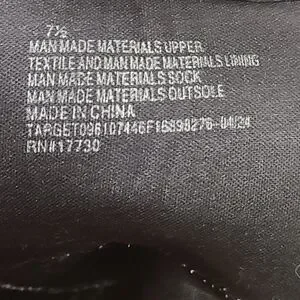 7½
MAN MADE MATERIALS UPPER
TEXTILE AND MAN MADE MATERIALS LINING
MAN MADE MATERIALS SOCK
MAN MADE MATERIALS OUTSOLE
MADE IN CHINA
TARGET096107446F16898276-04/24
RN#17730